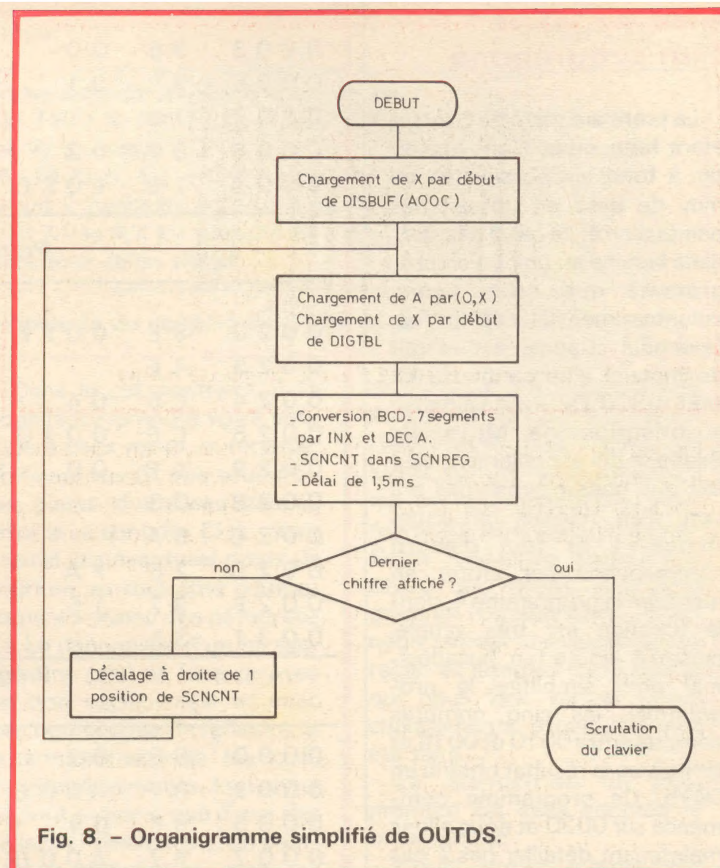 DEBUT
Chargement de X par début
de DISBUF (AOOC)
Chargement de A par (O,X)
Chargement de X par début
de DIGTBL
_Conversion BCD_ 7 segments
par INX et DEC A.
_SCNCNT dans SCNREG
_Délai de 1,5ms
non
Dernier
chiffre affiché ?
oui
Décalage à droite de 1
position de SCNCNT
Scrutation
du clavier
Fig. 8. – Organigramme simplifié de OUTDS.